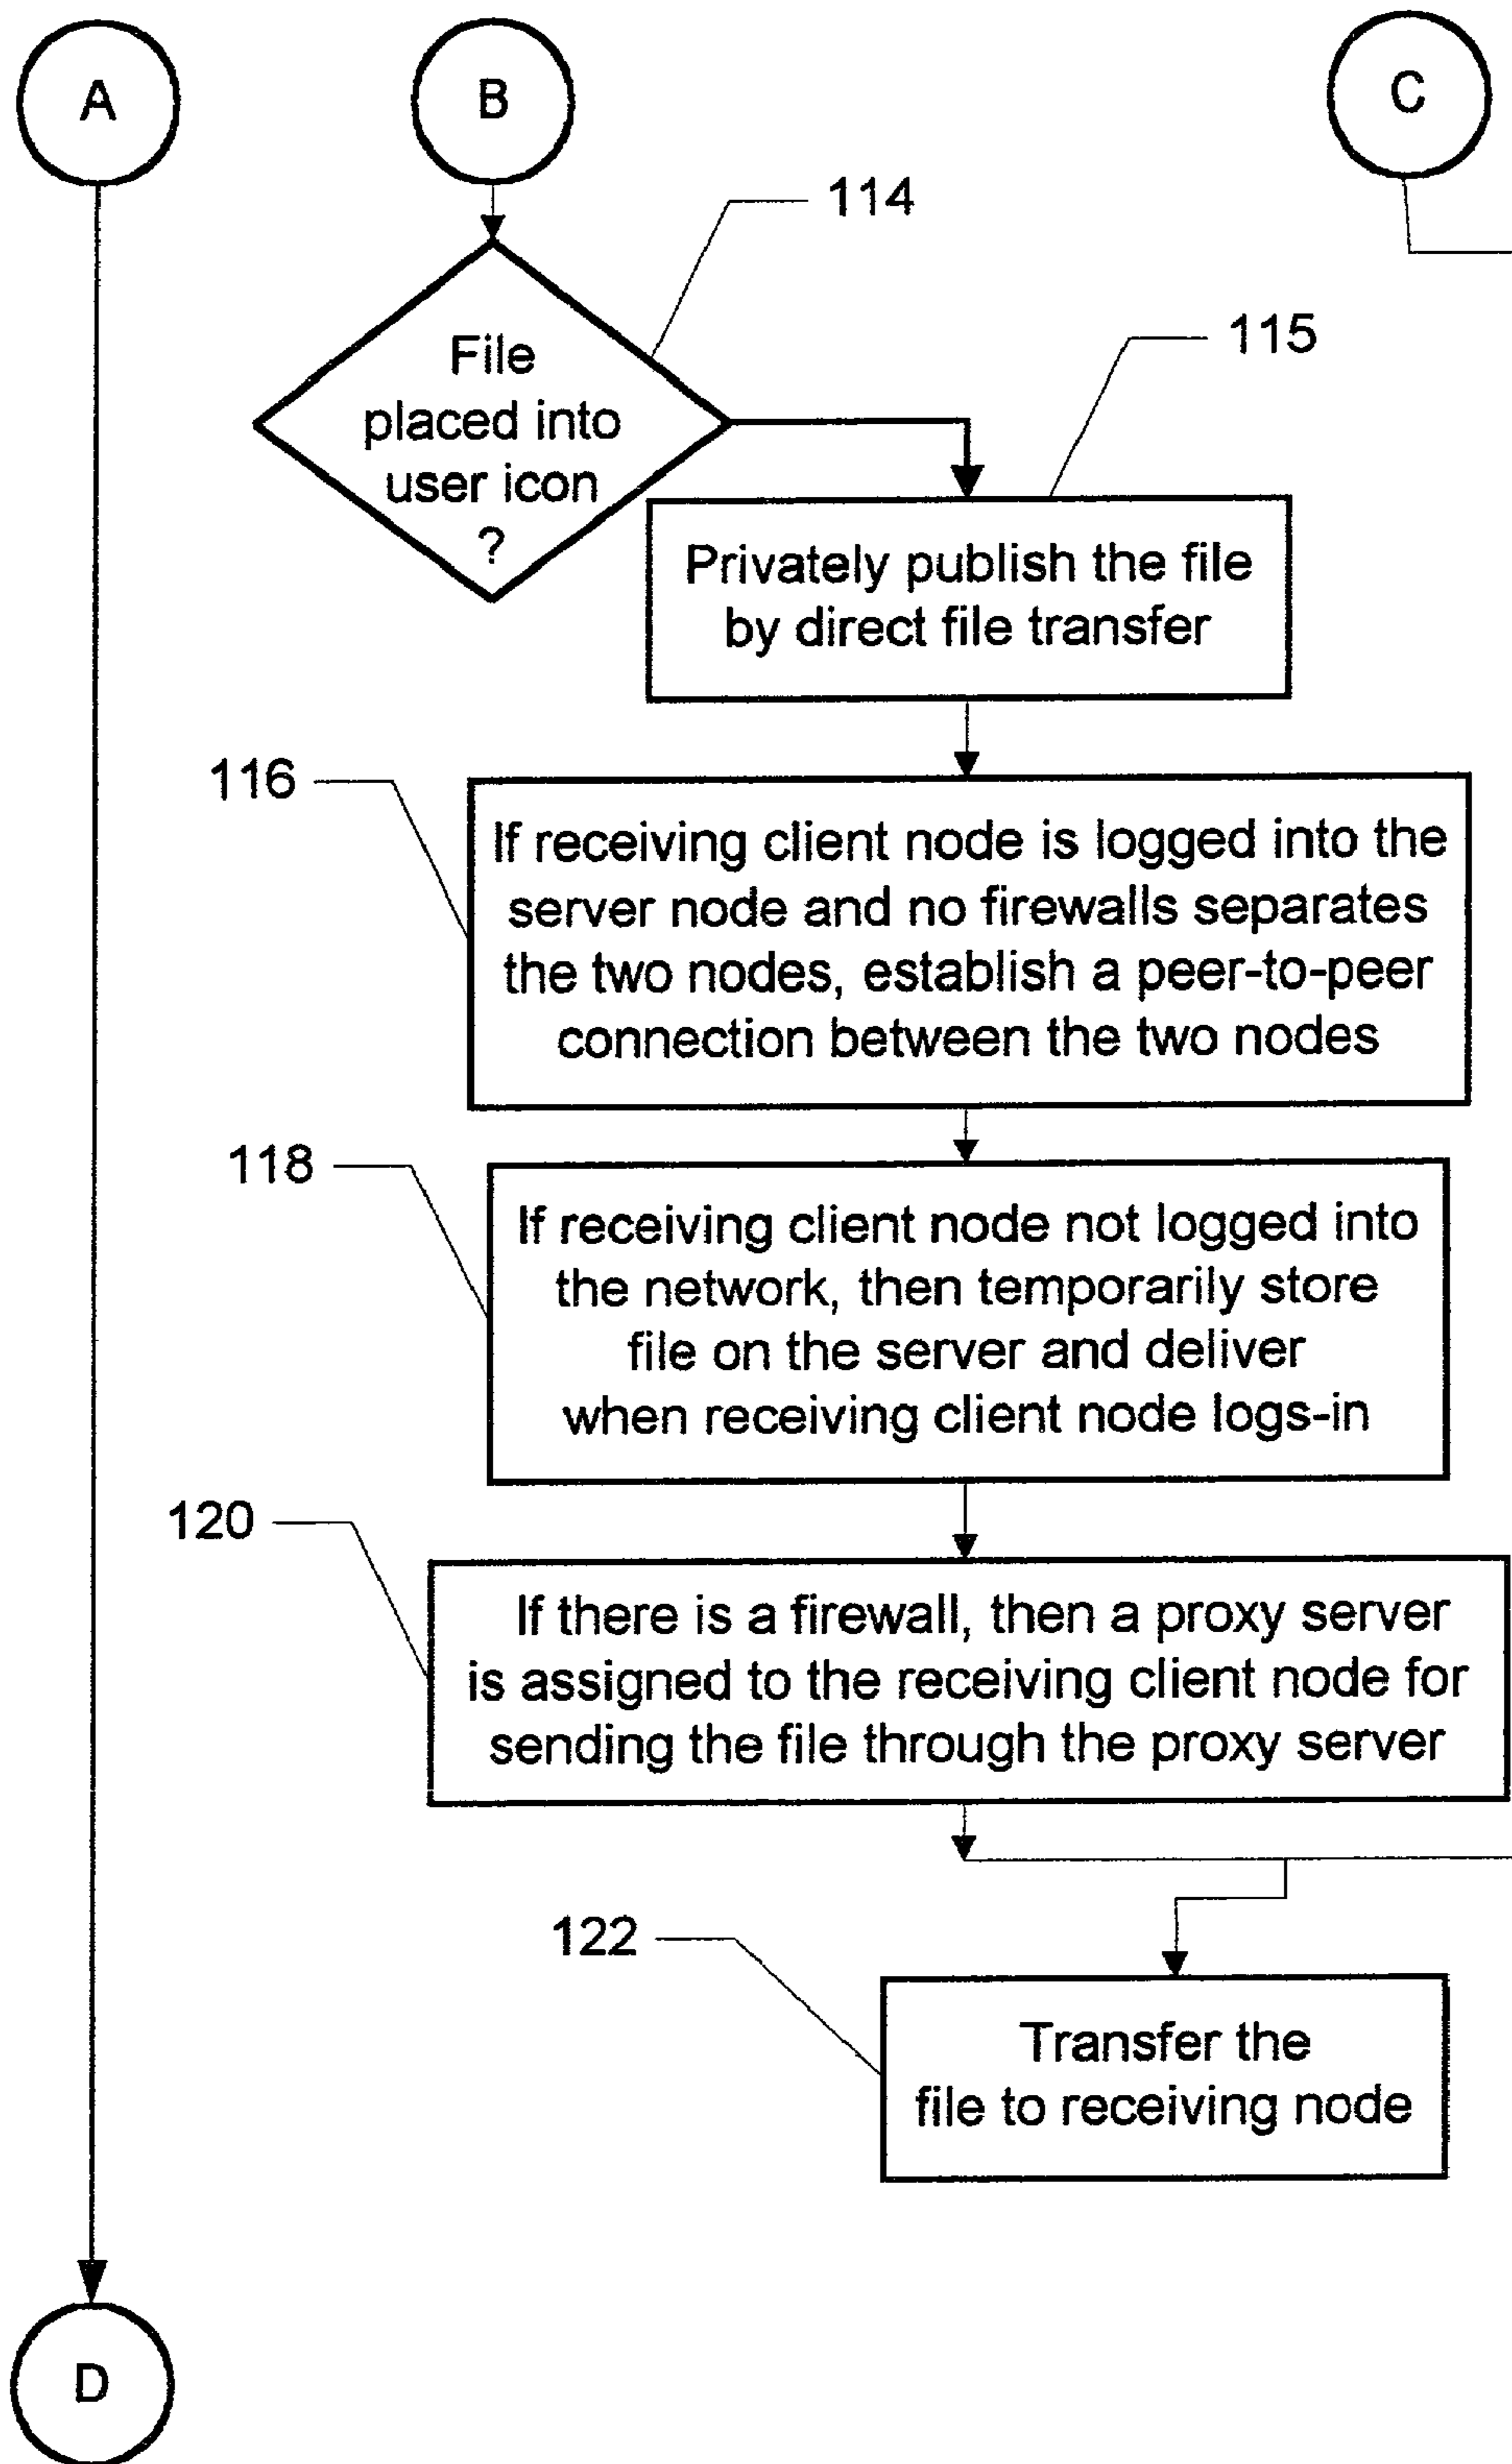 A
B
C
114
File
placed into
user icon
?
115
Privately publish the file
by direct file transfer
116
If receiving client node is logged into the
server node and no firewalls separates
the two nodes, establish a peer-to-peer
connection between the two nodes
118
If receiving client node not logged into
the network, then temporarily store
file on the server and deliver
when receiving client node logs-in
120
If there is a firewall, then a proxy server
is assigned to the receiving client node for
sending the file through the proxy server
122
Transfer the
file to receiving node
D